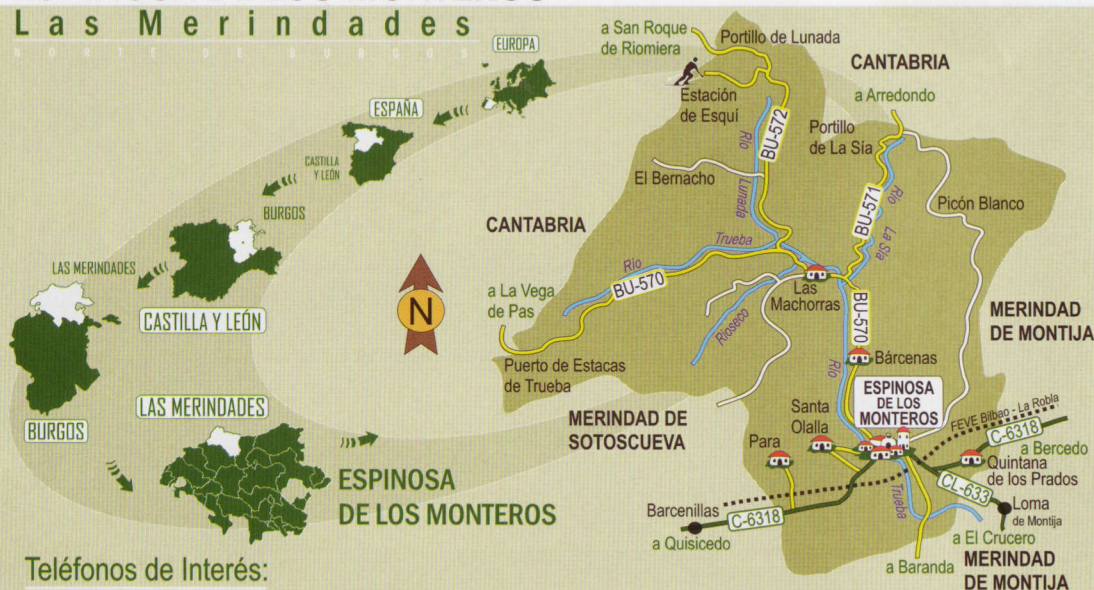 Las Merindades
NORTE DE BURGOS
EUROPA
ESPAÑA
CASTILLA
Y LEÓN
BURGOS
LAS MERINDADES
CASTILLA Y LEÓN
BURGOS
LAS MERINDADES
ESPINOSA
DE LOS MONTEROS
Teléfonos de Interés:
N
a San Roque
de Riomiera
Portillo de Lunada
CANTABRIA
Estación
de Esquí
a Arredondo
Portillo
de La Sía
BU-572
Río
Lunada
El Bernacho
BU-571
Río
La Sía
Picón Blanco
CANTABRIA
Río
Trueba
BU-570
a La Vega
de Pas
Las
Machorras
Rioseco
BU-570
Río
MERINDAD
DE MONTIJA
Puerto de Estacas
de Trueba
Bárcenas
MERINDAD DE
SOTOSCUEVA
ESPINOSA
DE LOS
MONTEROS
Santa
Olalla
Para
FEVE Bilbao - La Robla
C-6318
a Bercedo
Quintana
de los Prados
CL-633
Trueba
Barcenillas
C-6318
a Quisicedo
Loma
de Montija
a El Crucero
a Baranda
MERINDAD
DE MONTIJA